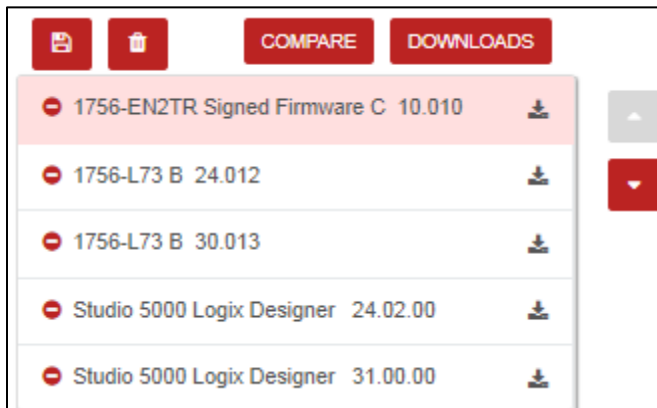 COMPARE DOWNLOADS
1756-EN2TR Signed Firmware C 10.010
1756-L73 B 24.012
1756-L73 B 30.013
Studio 5000 Logix Designer 24.02.00
Studio 5000 Logix Designer 31.00.00